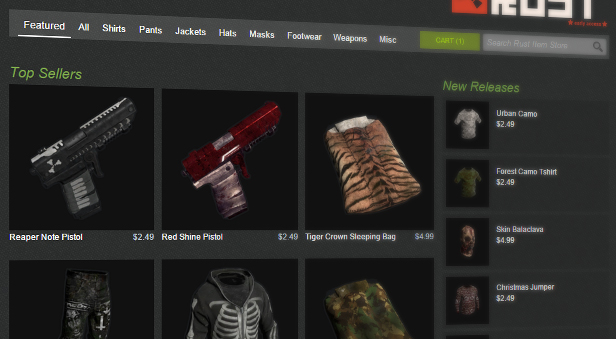 RUST
Featured All Shirts Pants Jackets Hats Masks Footwear Weapons Misc
CART (1)
Search Rust Item Store
Top Sellers
Reaper Note Pistol $2.49
Red Shine Pistol $2.49
Tiger Crown Sleeping Bag $4.99
New Releases
Urban Camo
$2.49
Forest Camo Tshirt
$2.49
Skin Balaclava
$4.99
Christmas Jumper
$2.49